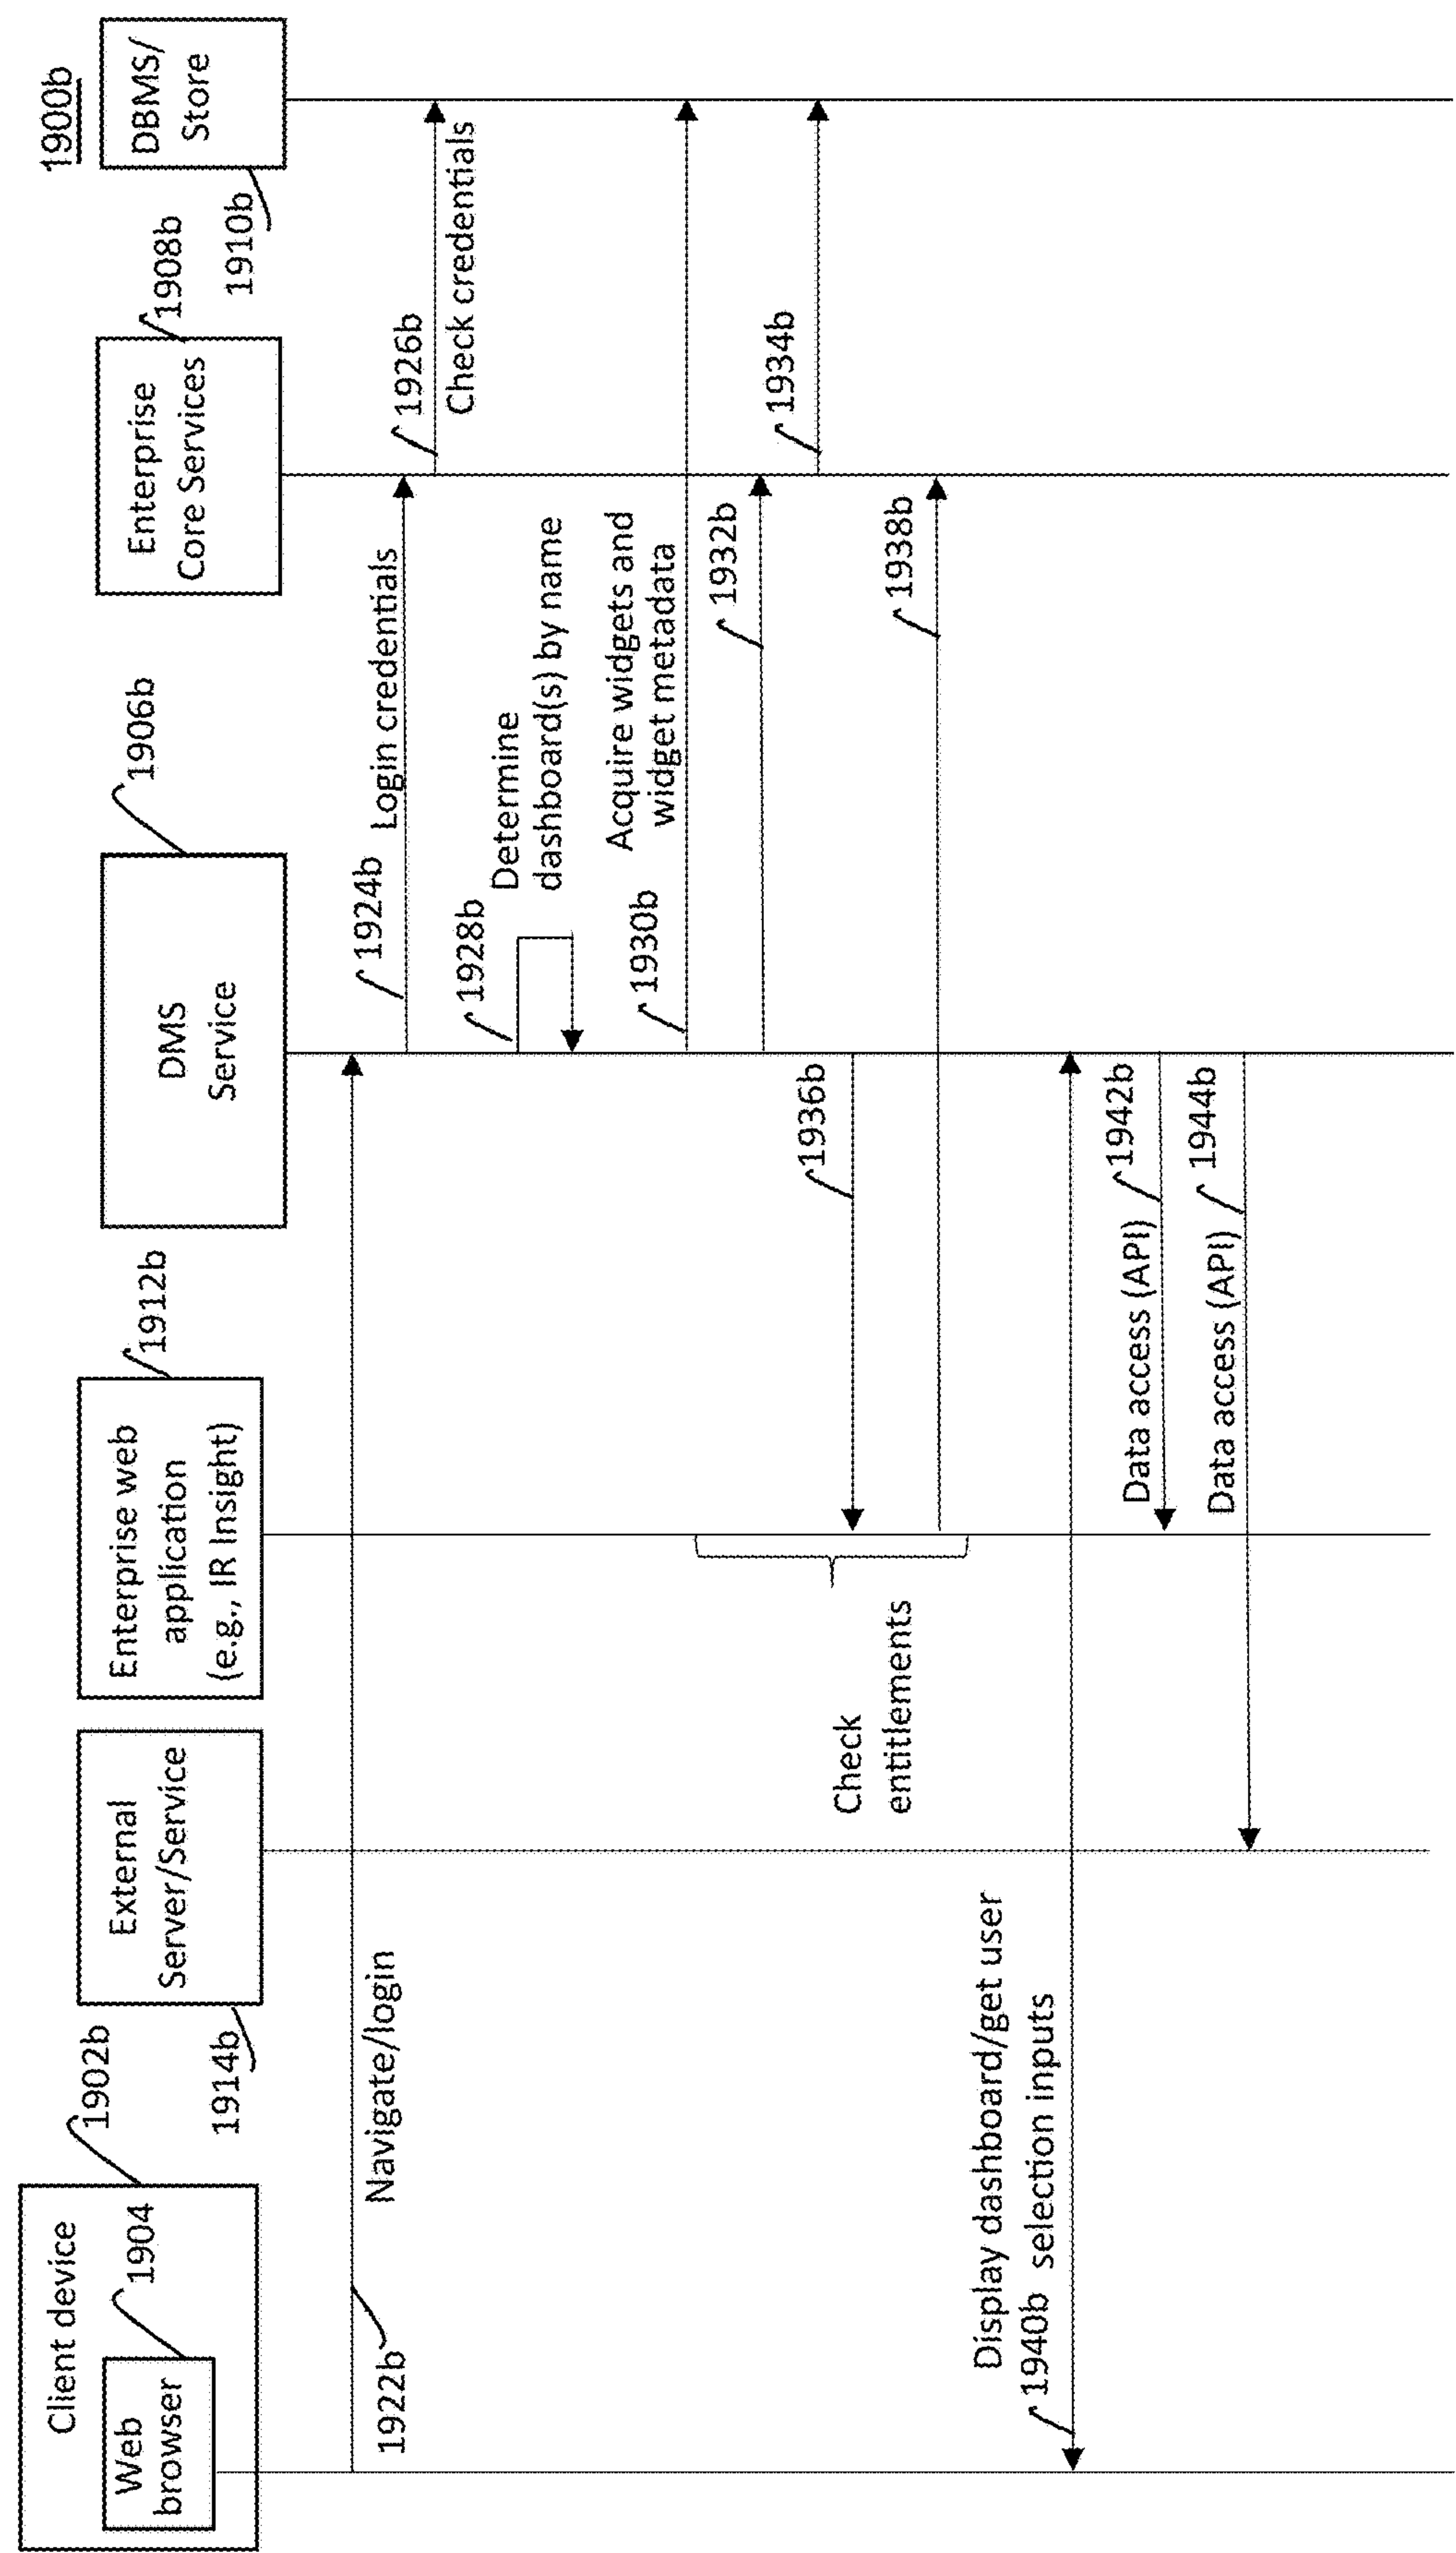 1900b
Client device
Web
browser
1904
1902b
External
Server/Service
1914b
Enterprise web
application
(e.g., IR Insight)
1912b
DMS
Service
1906b
Enterprise
Core Services
1908b
DBMS/
Store
1910b
1922b
Navigate/login
1924b
Login credentials
1926b
Check credentials
1928b
Determine
dashboard(s) by name
1930b
Acquire widgets and
widget metadata
1932b
1934b
1936b
Check
entitlements
1938b
Display dashboard/get user
1940b selection inputs
Data access (API)
1942b
Data access (API)
1944b